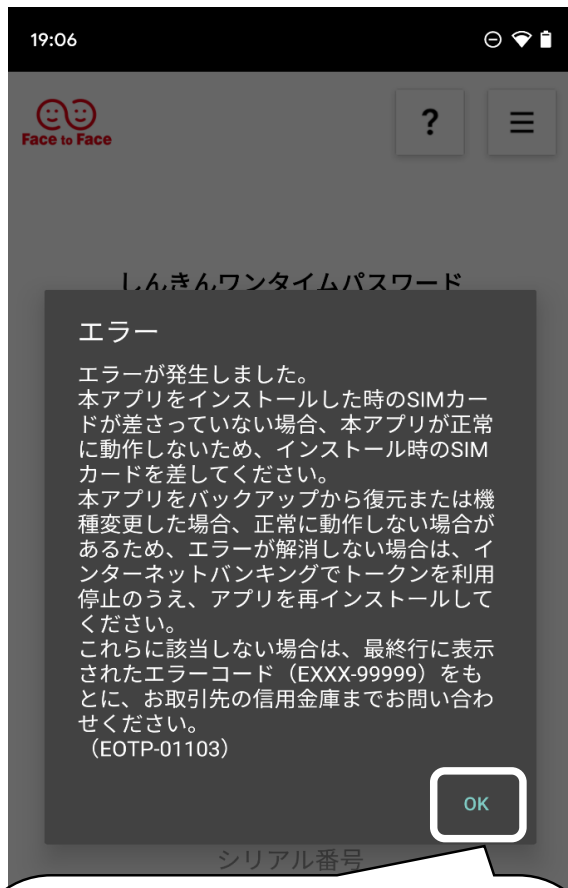 19:06
Face to Face
?
しんきんワンタイムパスワード
エラー
エラーが発生しました。
本アプリをインストールした時のSIMカー
ドが差さっていない場合、本アプリが正常
に動作しないため、インストール時のSIM
カードを差してください。
本アプリをバックアップから復元または機
種変更した場合、正常に動作しない場合が
あるため、エラーが解消しない場合は、イ
ンターネットバンキングでトークンを利用
停止のうえ、アプリを再インストールして
ください。
これらに該当しない場合は、最終行に表示
されたエラーコード（EXXX-99999）をも
とに、お取引先の信用金庫までお問い合わ
せください。
（EOTP-01103）
OK
シリアル番号